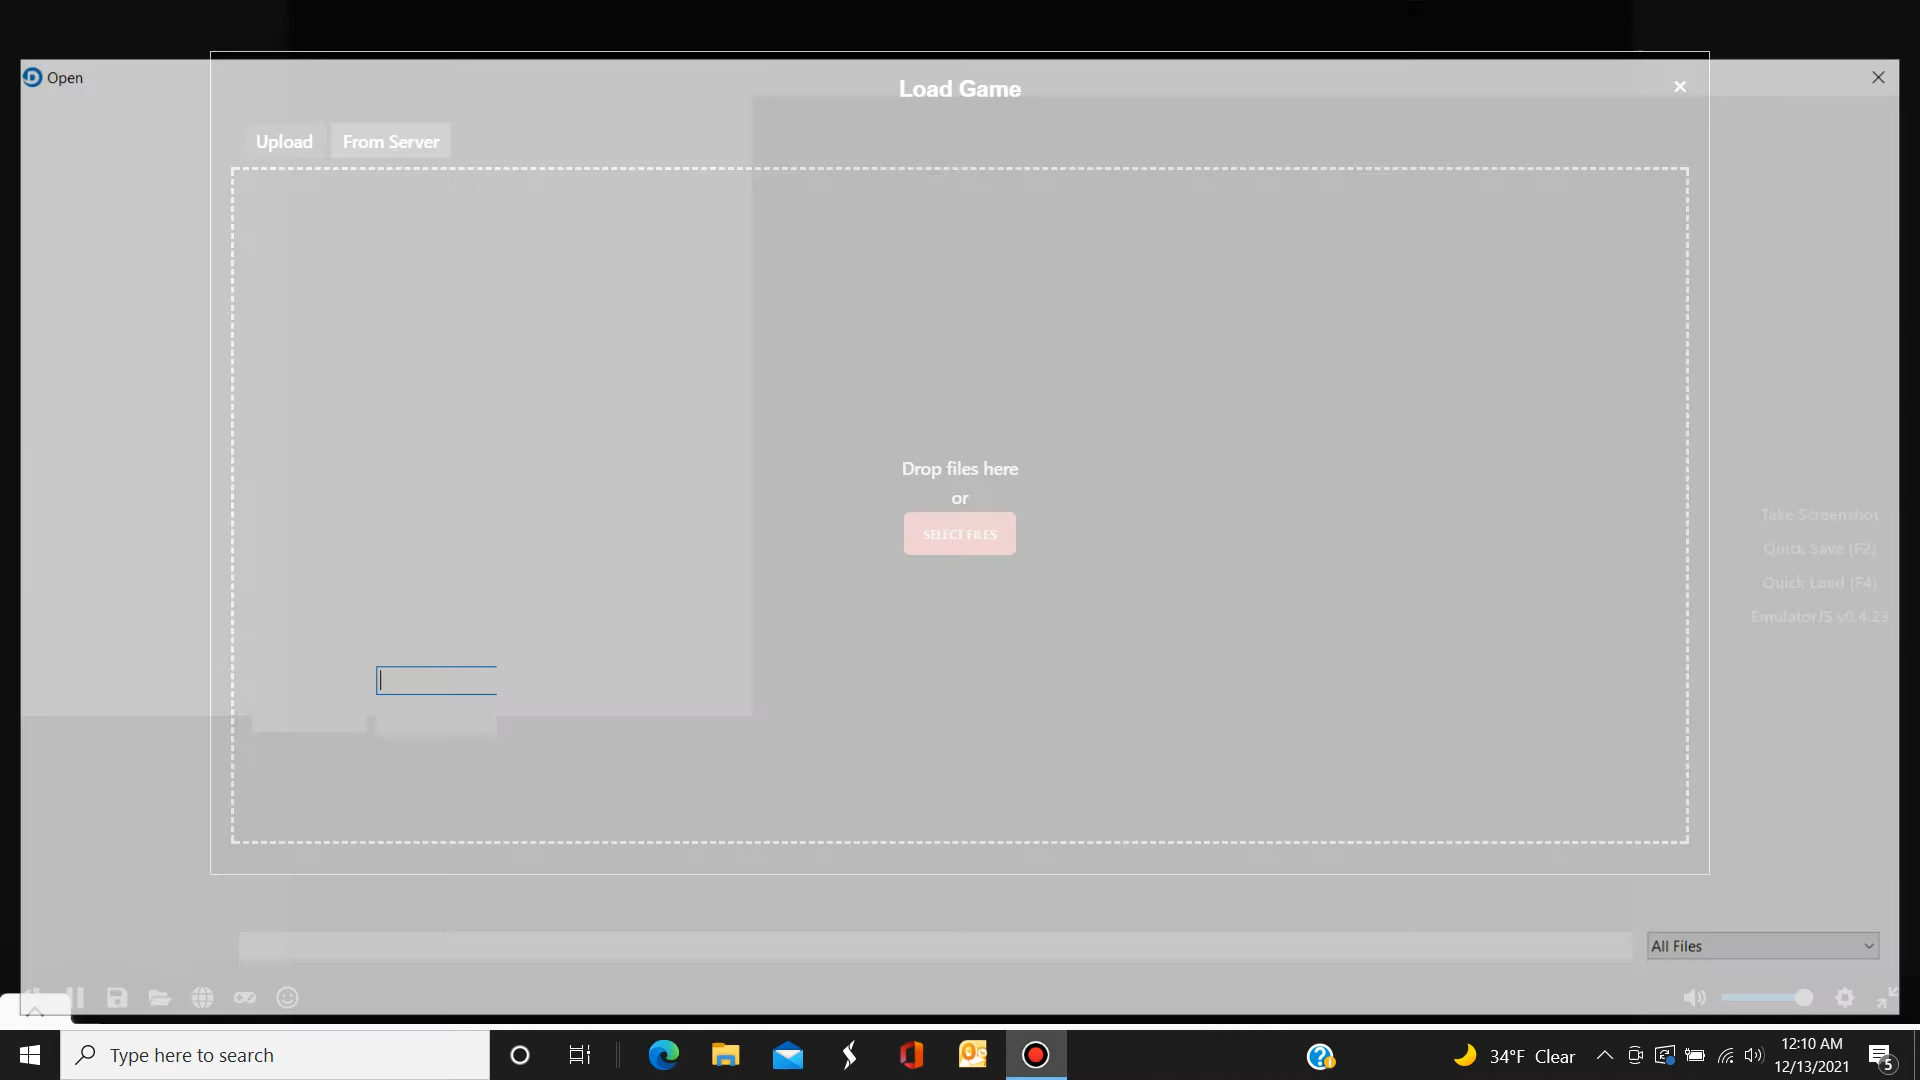 Open
Load Game
Upload
From Server
Drop files here
or
SELECT FILES
Take Screenshot
Quick Save (F2)
Quick Load (F4)
EmulatorJS v0.4.23
All Files
Type here to search
34°F Clear
12:10 AM
12/13/2021
5